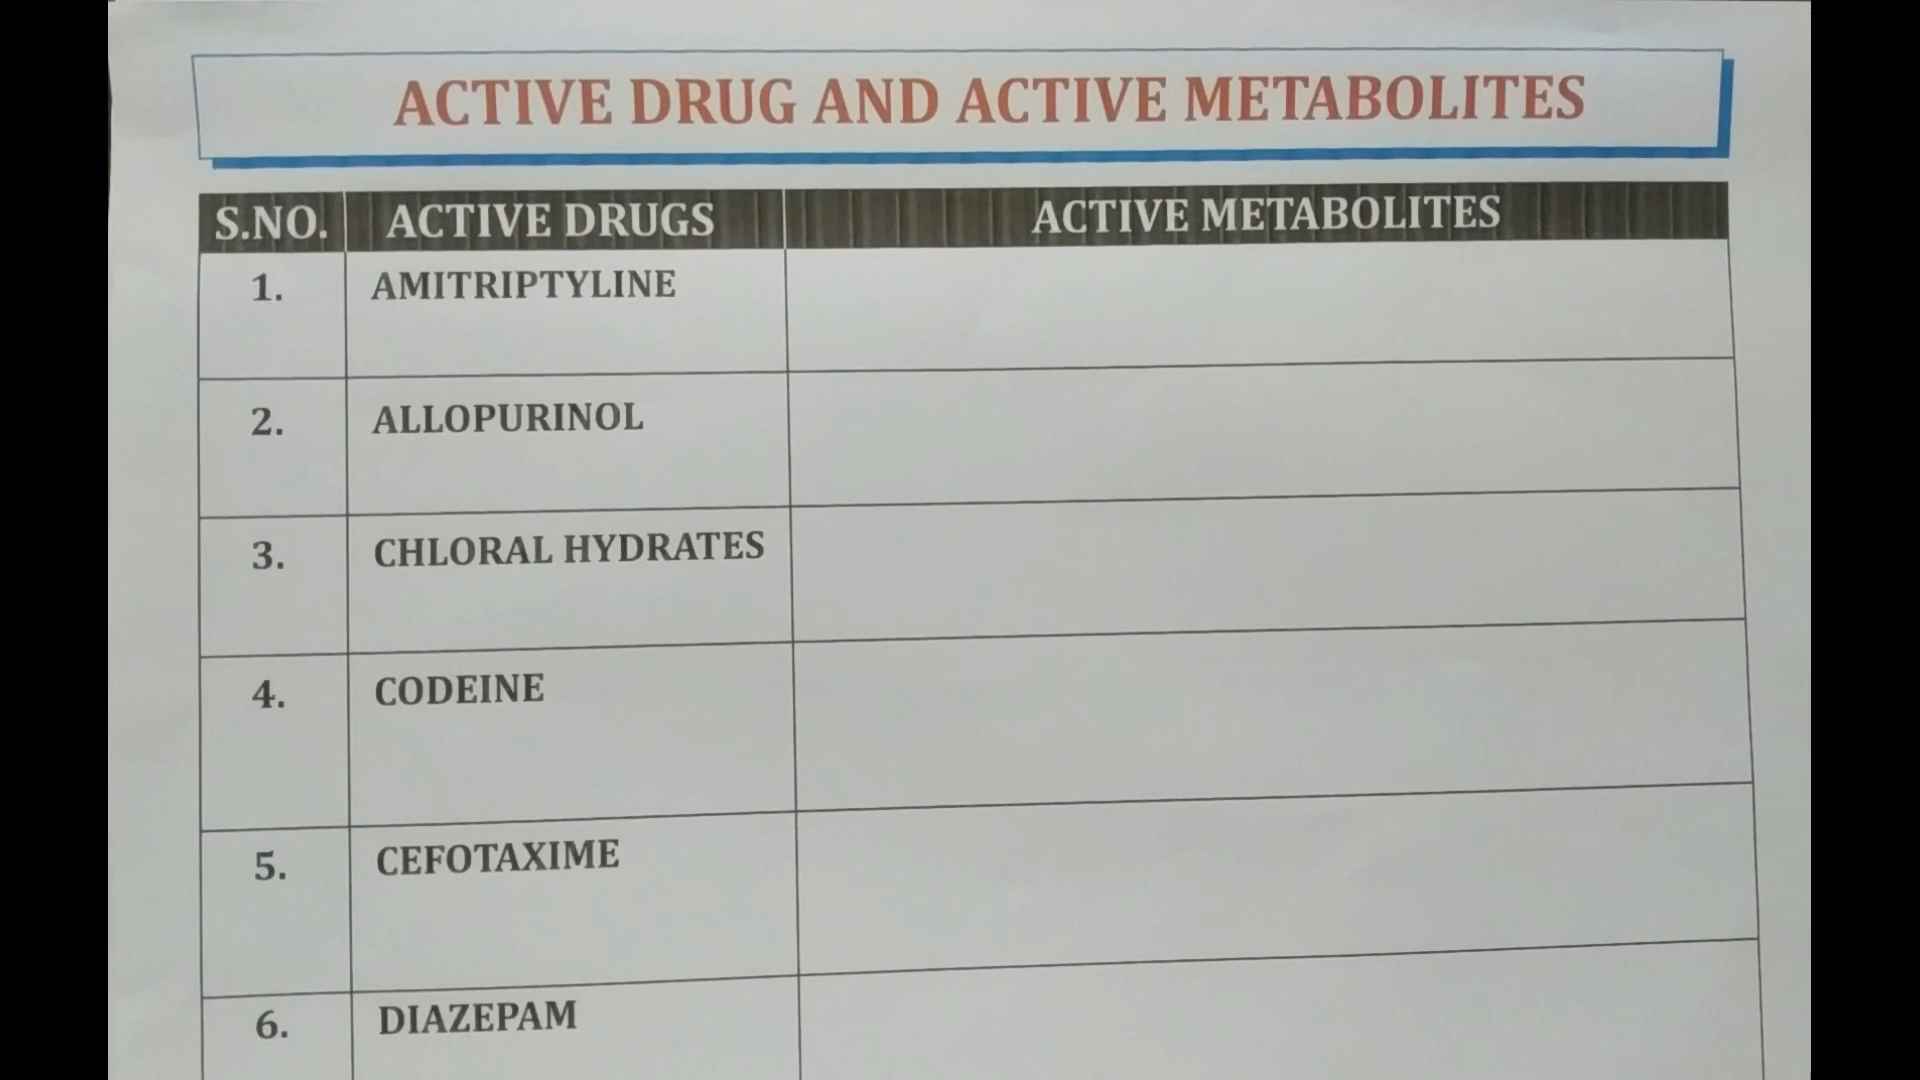 ACTIVE DRUG AND ACTIVE METABOLITES
S.NO. ACTIVE DRUGS ACTIVE METABOLITES
1. AMITRIPTYLINE
2. ALLOPURINOL
3. CHLORAL HYDRATES
4. CODEINE
5. CEFOTAXIME
6. DIAZEPAM